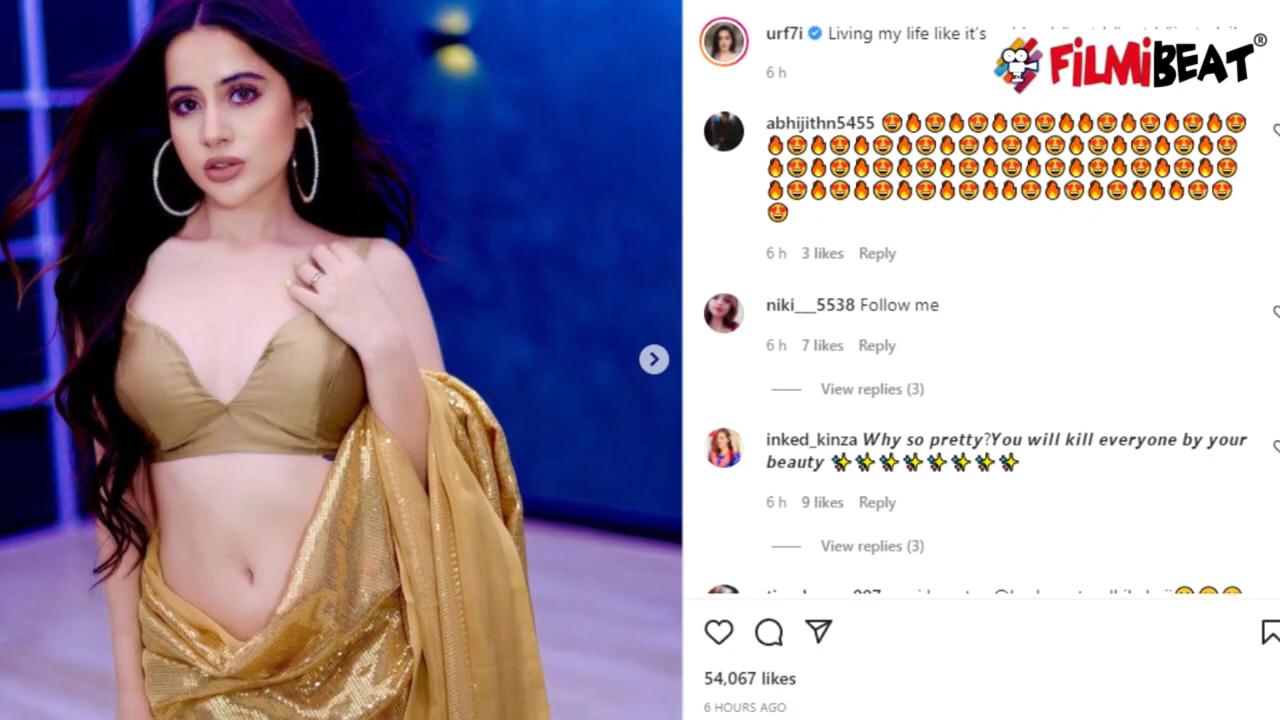 urf7i Living my life like it's
6 h
FILMIBEAT®
abhijithn5455 😍🔥😍🔥😍🔥😍😍🔥🔥😍🔥😍🔥😍🔥😍
🔥😍🔥😍🔥😍🔥😍🔥😍🔥😍🔥😍🔥😍🔥😍🔥😍🔥😍
🔥😍🔥😍🔥😍🔥😍🔥😍🔥😍🔥😍🔥😍🔥😍🔥😍🔥😍
🔥😍🔥😍🔥😍🔥😍🔥😍🔥🔥😍🔥😍🔥😍🔥🔥🔥😍😍
😍
6 h 3 likes Reply
niki___5538 Follow me
6 h 7 likes Reply
View replies (3)
inked_kinza Why so pretty?You will kill everyone by your
beauty ✨✨✨✨✨✨✨✨
6 h 9 likes Reply
View replies (3)
54,067 likes
6 HOURS AGO